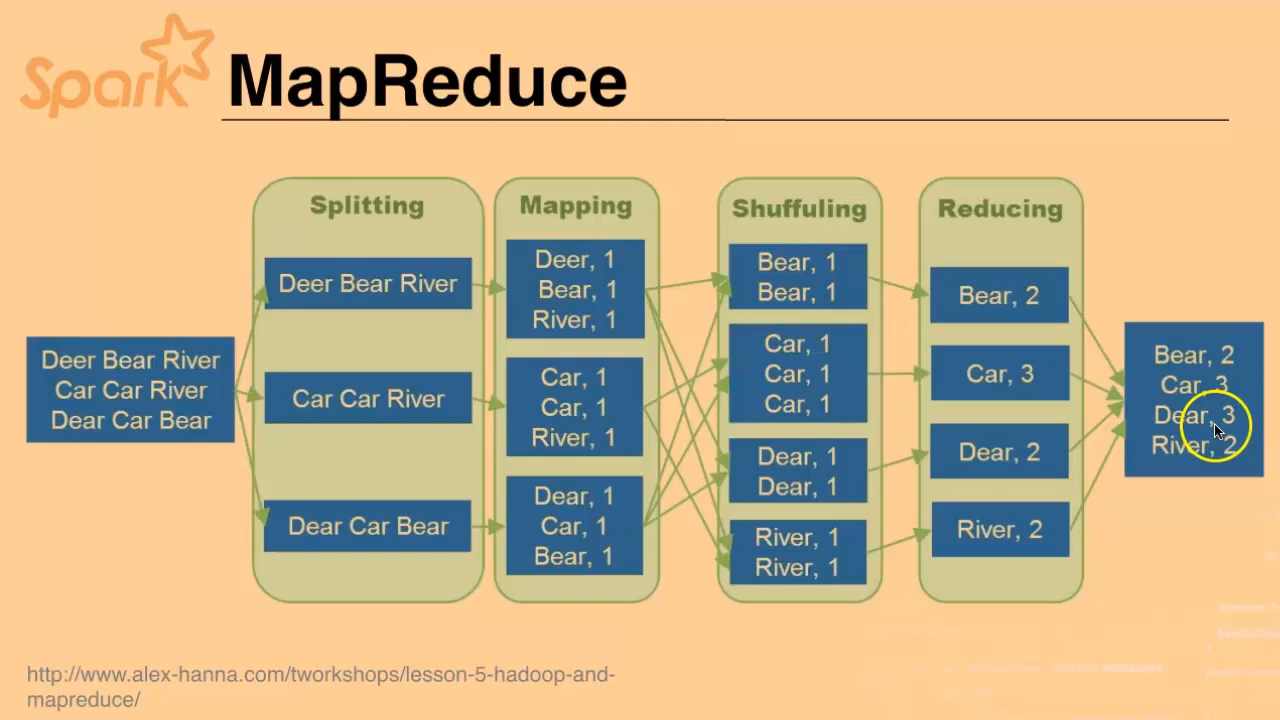 Spark
MapReduce
Splitting
Mapping
Shuffuling
Reducing
Deer Bear River
Car Car River
Dear Car Bear
Deer Bear River
Car Car River
Dear Car Bear
Deer, 1
Bear, 1
River, 1
Car, 1
Car, 1
River, 1
Dear, 1
Car, 1
Bear, 1
Bear, 1
Bear, 1
Car, 1
Car, 1
Car, 1
Dear, 1
Dear, 1
River, 1
River, 1
Bear, 2
Car, 3
Dear, 2
River, 2
Bear, 2
Car, 3
Dear, 3
River, 2
http://www.alex-hanna.com/tworkshops/lesson-5-hadoop-and-
mapreduce/